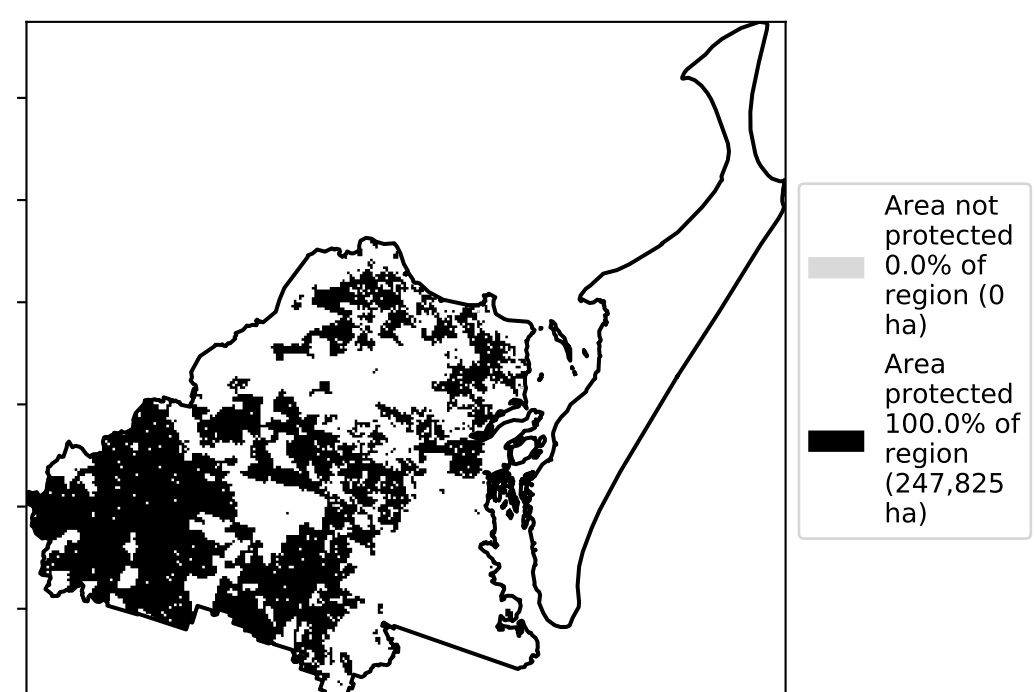 Area not
protected
0.0% of
region (0
ha)
Area
protected
100.0% of
region
(247,825
ha)